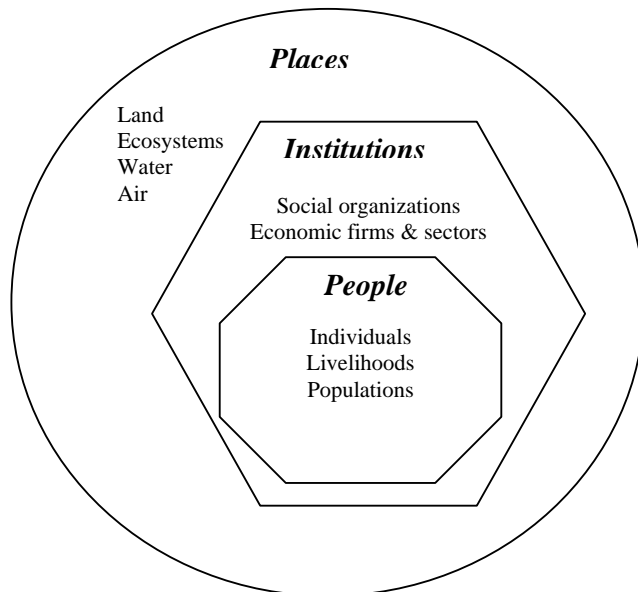 Places
Land
Ecosystems
Water
Air
Institutions
Social organizations
Economic firms & sectors
People
Individuals
Livelihoods
Populations